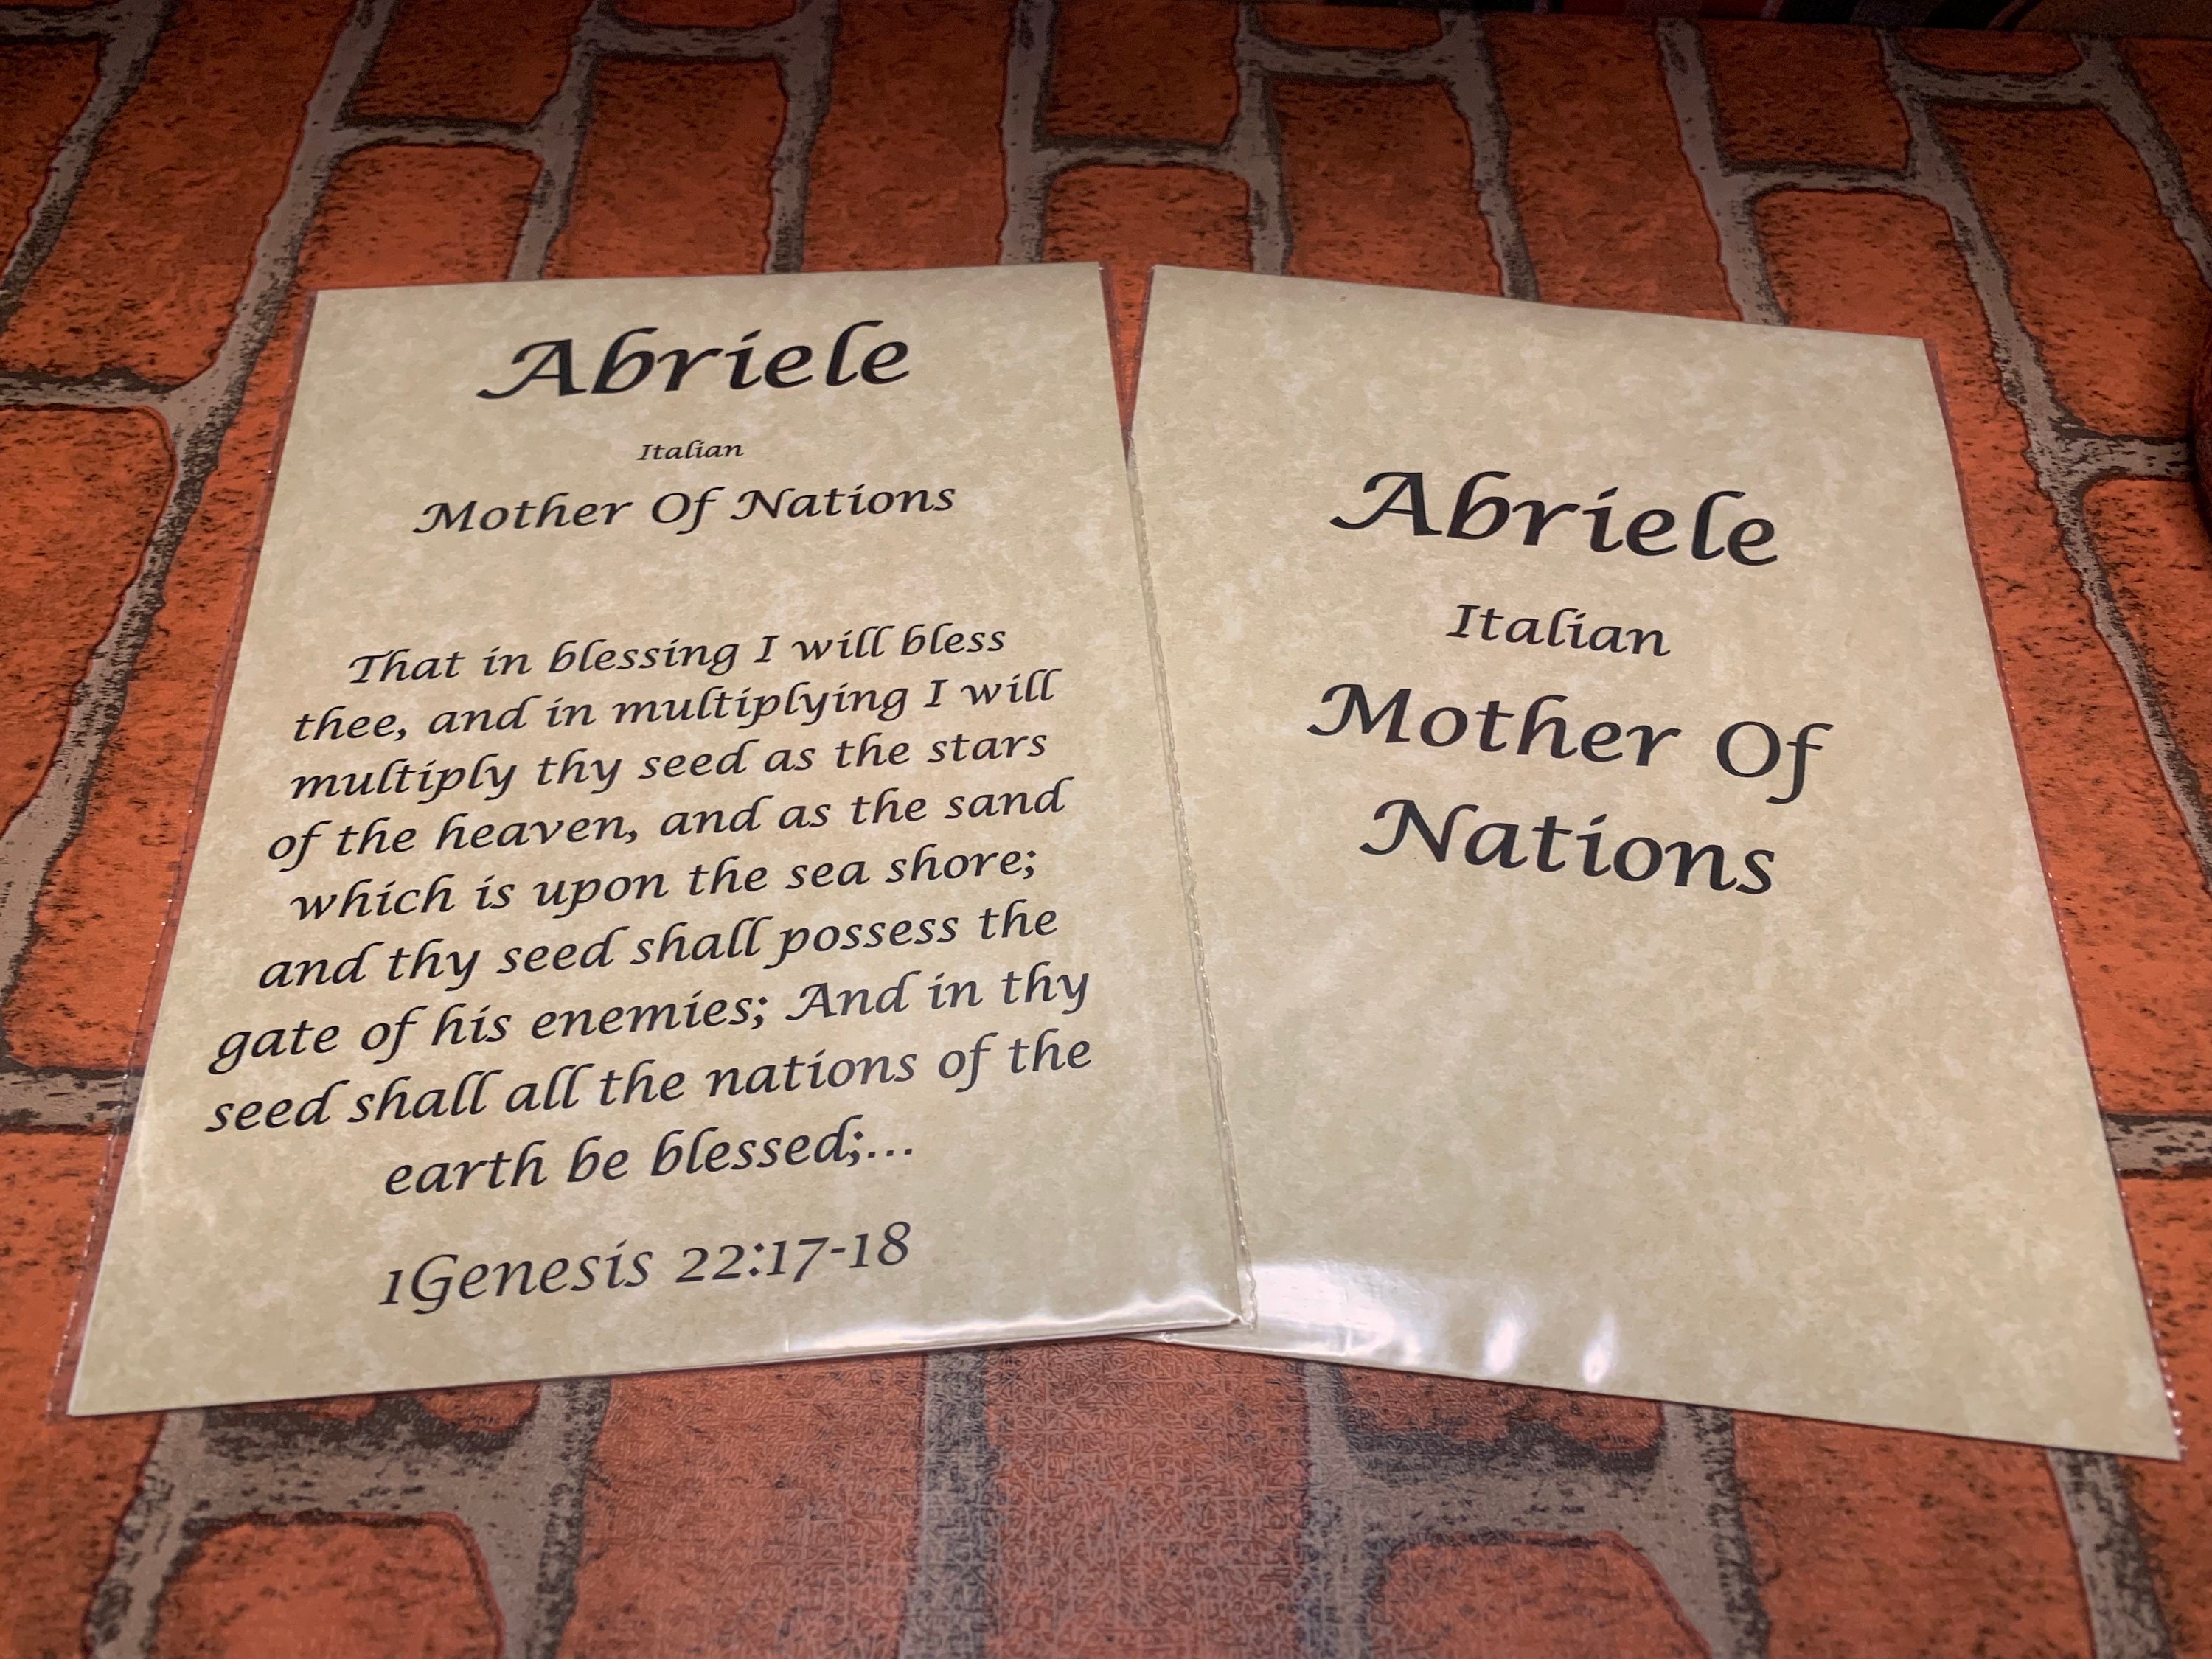 Abriele
Italian
Mother Of Nations
That in blessing I will bless
thee, and in multiplying I will
multiply thy seed as the stars
of the heaven, and as the sand
which is upon the sea shore;
and thy seed shall possess the
gate of his enemies; And in thy
seed shall all the nations of the
earth be blessed;...
1Genesis 22:17-18
Abriele
Italian
Mother Of
Nations